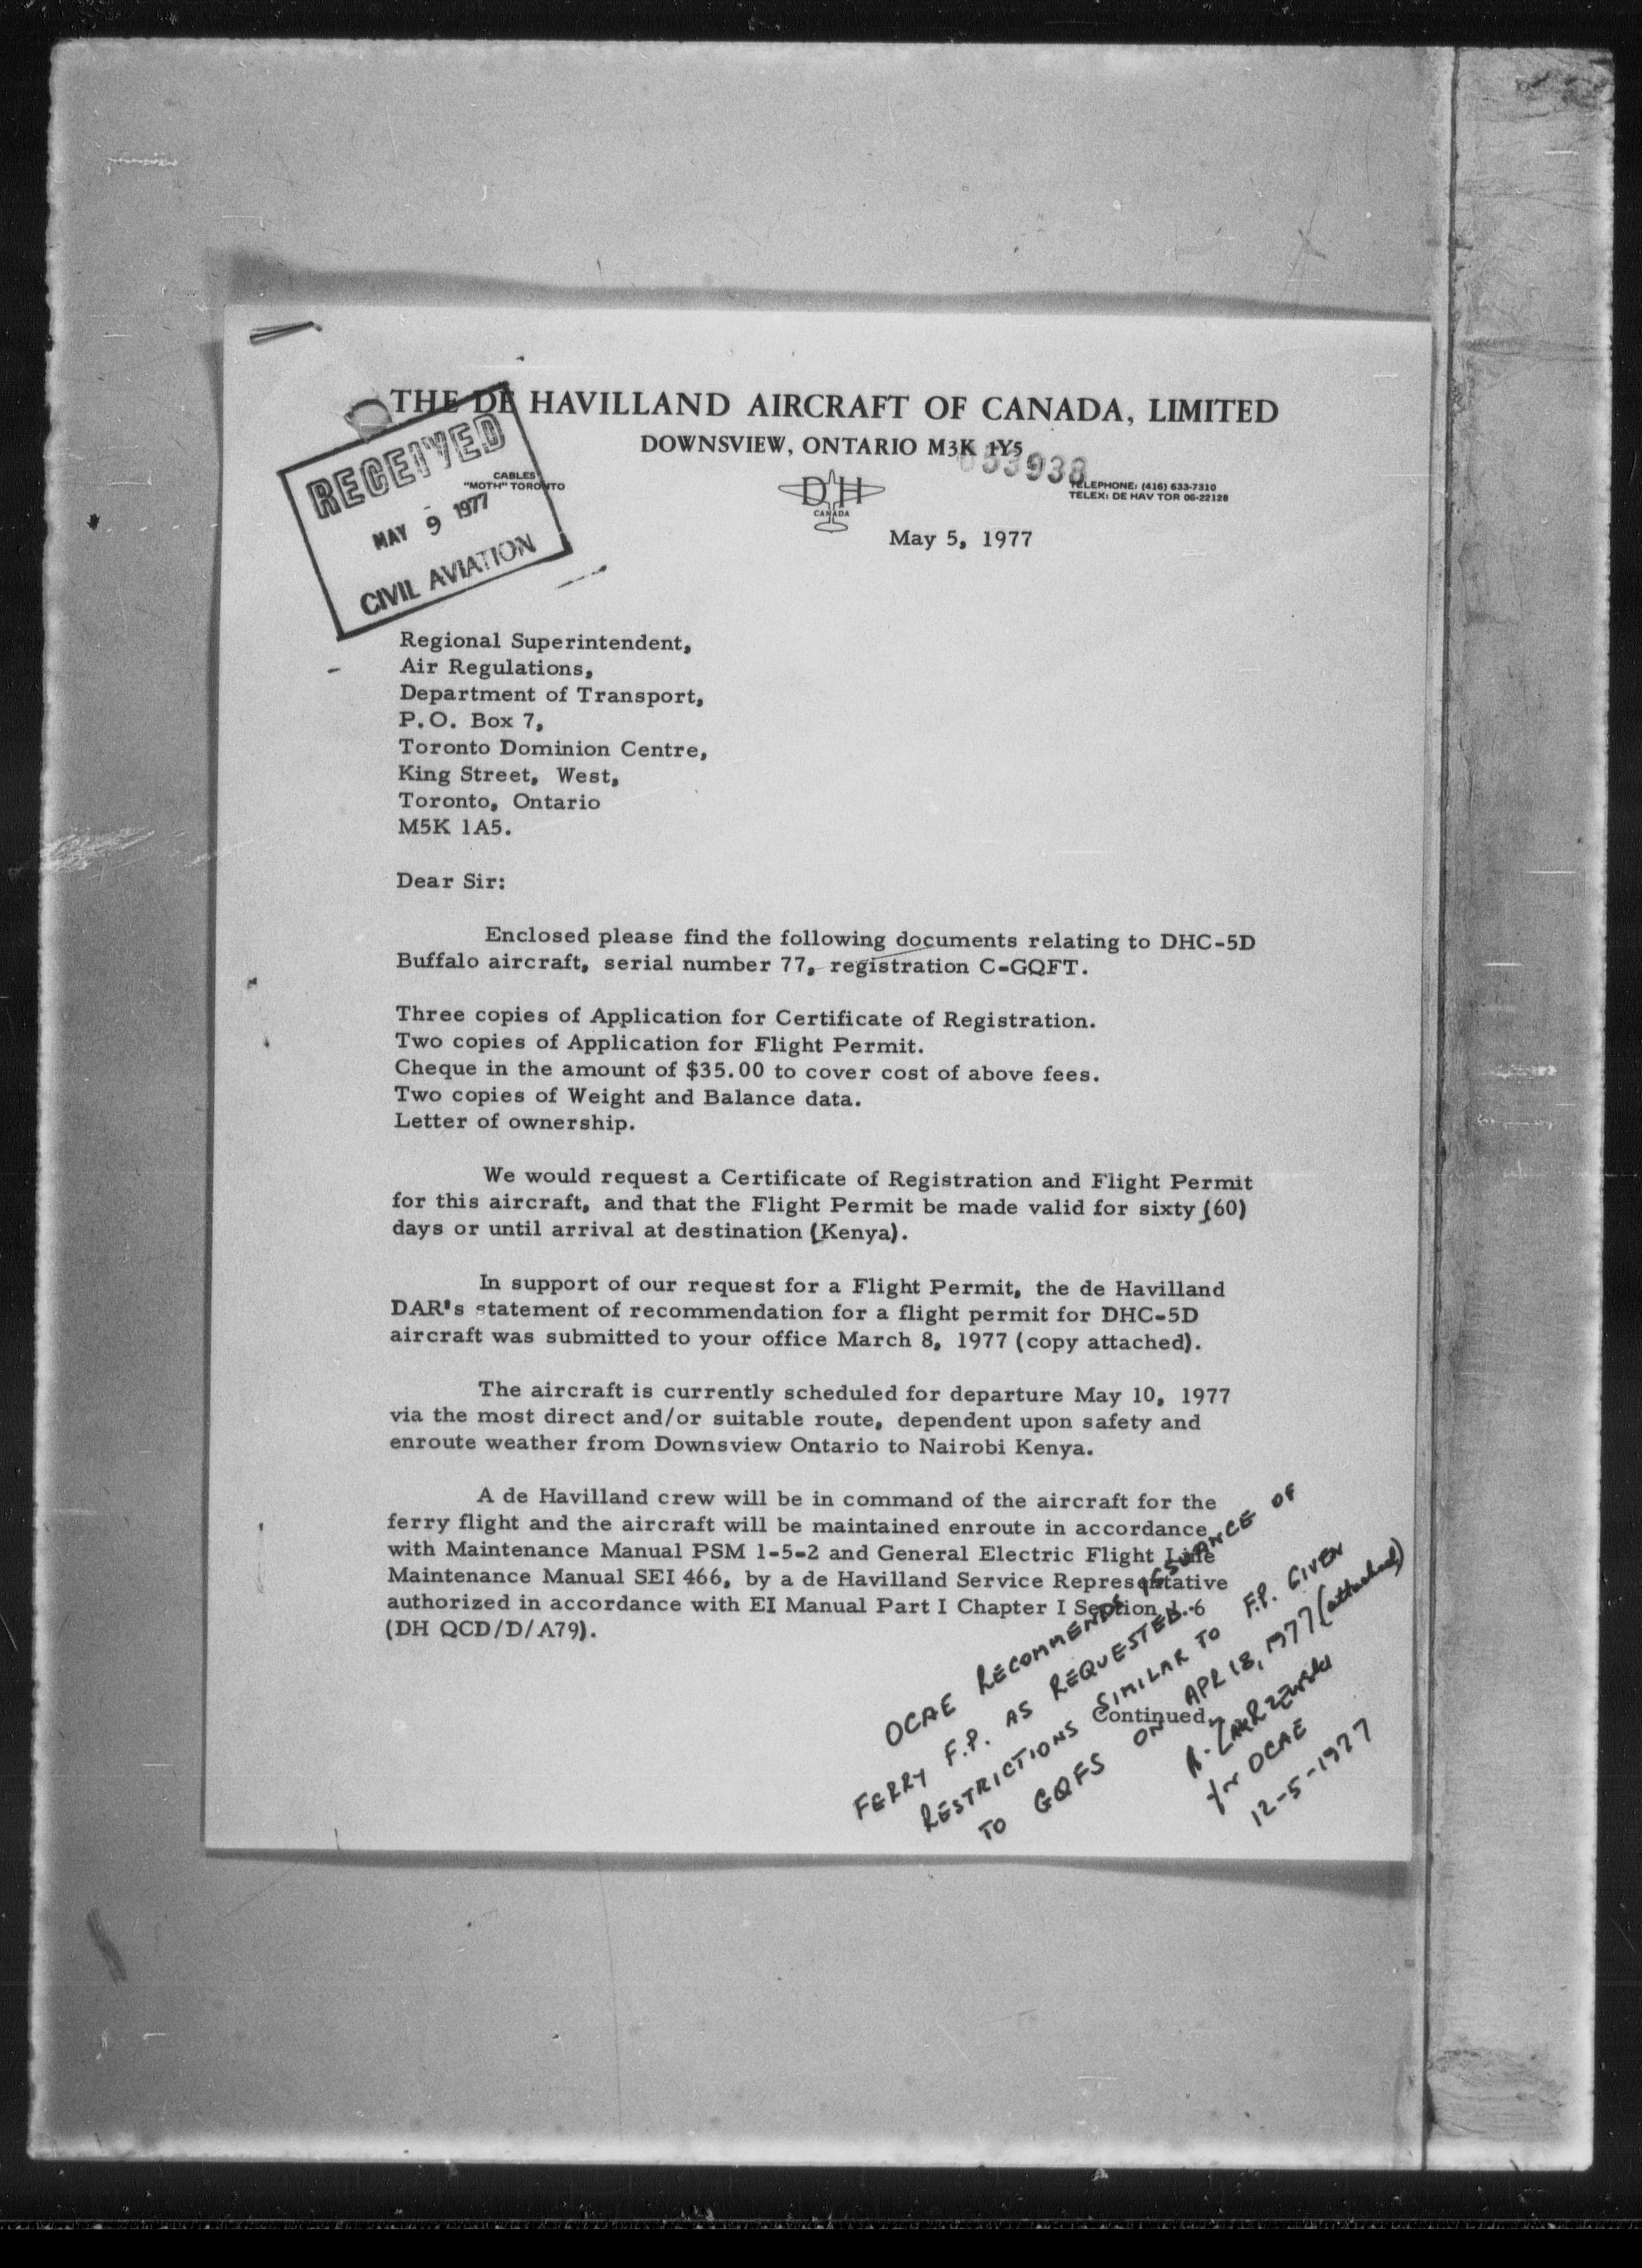 THE DE HAVILLAND AIRCRAFT OF CANADA, LIMITED
DOWNSVIEW, ONTARIO M3K 1Y5
RECEIVED
MAY 9 1977
CIVIL AVIATION
CABLES
"MOTH" TORONTO
DH
CANADA
TELEPHONE: (416) 633-7310
TELEX: DE HAV TOR 06-22128
May 5, 1977
Regional Superintendent,
Air Regulations,
Department of Transport,
P.O. Box 7,
Toronto Dominion Centre,
King Street, West,
Toronto, Ontario
M5K 1A5.
Dear Sir:
Enclosed please find the following documents relating to DHC-5D
Buffalo aircraft, serial number 77, registration C-GQFT.
Three copies of Application for Certificate of Registration.
Two copies of Application for Flight Permit.
Cheque in the amount of $35.00 to cover cost of above fees.
Two copies of Weight and Balance data.
Letter of ownership.
We would request a Certificate of Registration and Flight Permit
for this aircraft, and that the Flight Permit be made valid for sixty (60)
days or until arrival at destination (Kenya).
In support of our request for a Flight Permit, the de Havilland
DAR's statement of recommendation for a flight permit for DHC-5D
aircraft was submitted to your office March 8, 1977 (copy attached).
The aircraft is currently scheduled for departure May 10, 1977
via the most direct and/or suitable route, dependent upon safety and
enroute weather from Downsview Ontario to Nairobi Kenya.
A de Havilland crew will be in command of the aircraft for the
ferry flight and the aircraft will be maintained enroute in accordance
with Maintenance Manual PSM 1-5-2 and General Electric Flight Line
Maintenance Manual SEI 466, by a de Havilland Service Representative
authorized in accordance with EI Manual Part I Chapter I Section 1.6
(DH QCD/D/A79).
Continued
OCAE RECOMMENDS ISSUANCE OF
FERRY F.P. AS REQUESTED.
RESTRICTIONS SIMILAR TO F.P. GIVEN
TO GQFS ON APR 18, 1977 (attached)
A. ZAKRZEWSKI
for OCAE
12-5-1977